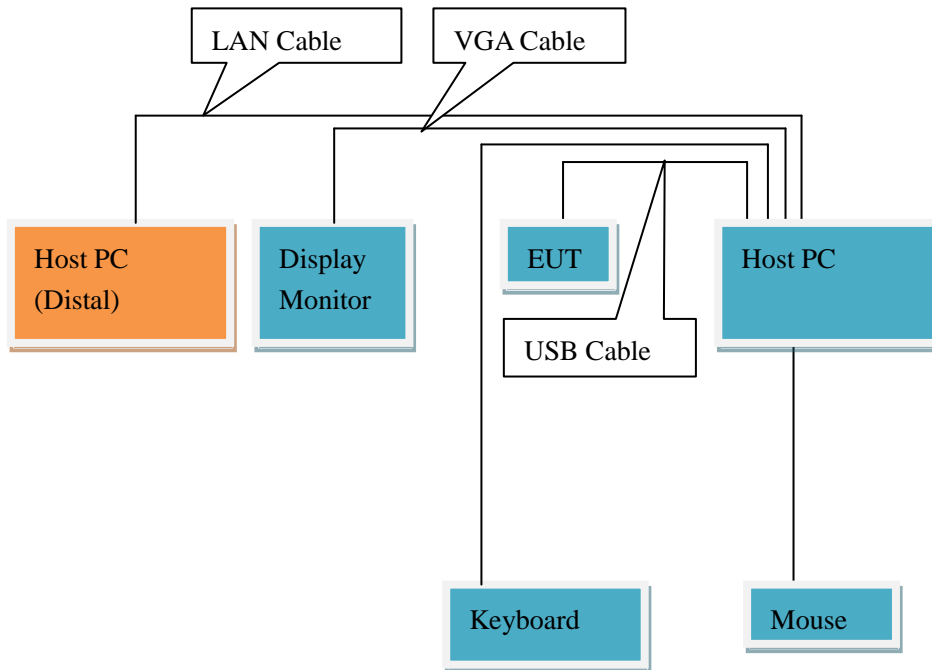 LAN Cable
VGA Cable
Host PC
(Distal)
Display
Monitor
EUT
Host PC
USB Cable
Keyboard
Mouse